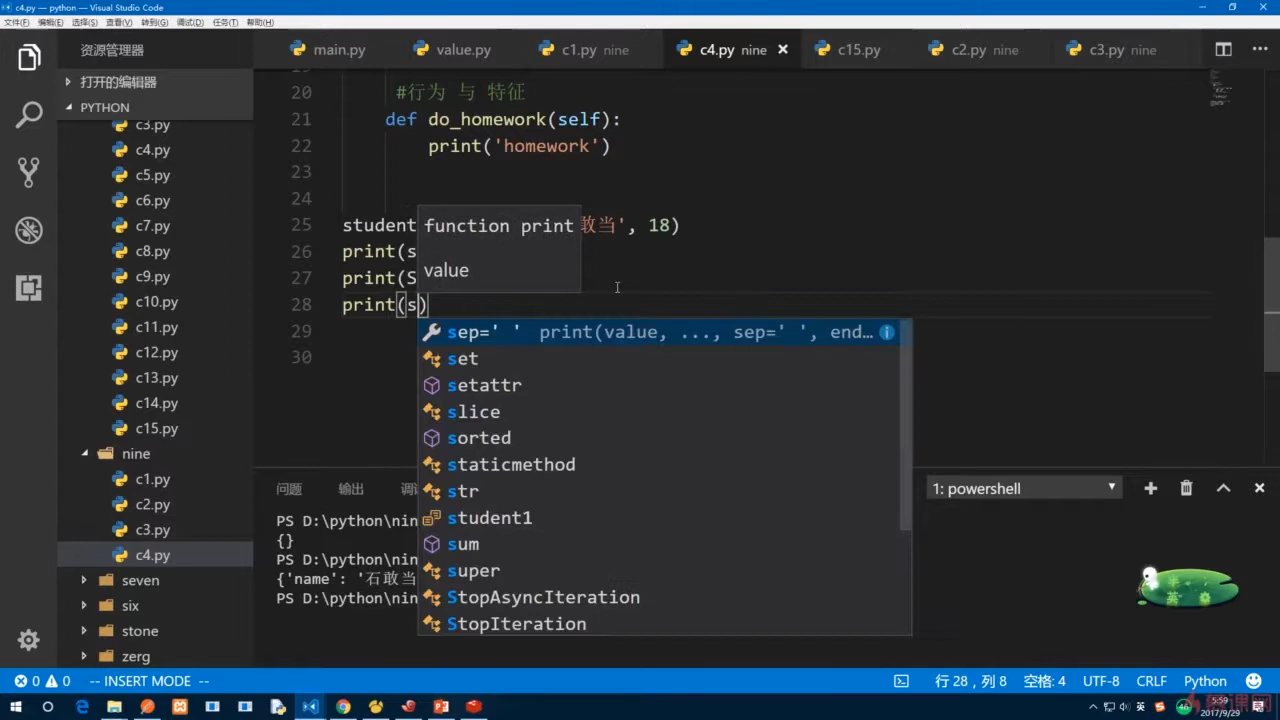 c4.py — python — Visual Studio Code
文件(F) 编辑(E) 选择(S) 查看(V) 转到(G) 调试(D) 任务(T) 帮助(H)
资源管理器
打开的编辑器
PYTHON
c3.py
c4.py
c5.py
c6.py
c7.py
c8.py
c9.py
c10.py
c11.py
c12.py
c13.py
c14.py
c15.py
nine
c1.py
c2.py
c3.py
c4.py
seven
six
stone
zerg
main.py
value.py
c1.py nine
c4.py nine
c15.py
c2.py nine
c3.py nine
20 #行为 与 特征
21 def do_homework(self):
22 print('homework')
23
24
25 student 敢当', 18)
26 print(s
27 print(S
28 print(s)
29
30
function print
value
sep=' ' print(value, ..., sep=' ', end…
set
setattr
slice
sorted
staticmethod
str
student1
sum
super
StopAsyncIteration
StopIteration
问题 输出 调
1: powershell
PS D:\python\nin
{}
PS D:\python\nin
{'name': '石敢当
PS D:\python\nin
0 0 -- INSERT MODE --
行 28，列 8 空格: 4 UTF-8 CRLF Python
英 46 5:59
2017/9/29
慕课网